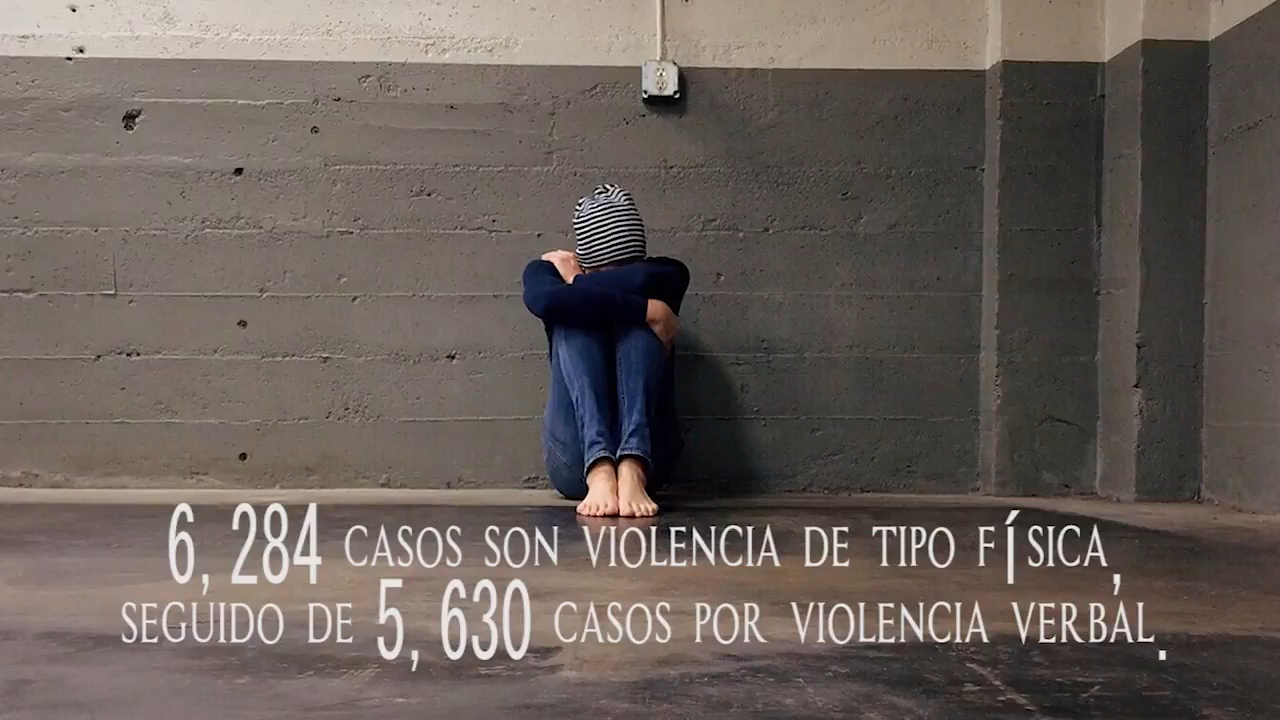 6, 284 CASOS SON VIOLENCIA DE TIPO FÍSICA,
SEGUIDO DE 5, 630 CASOS POR VIOLENCIA VERBAL.